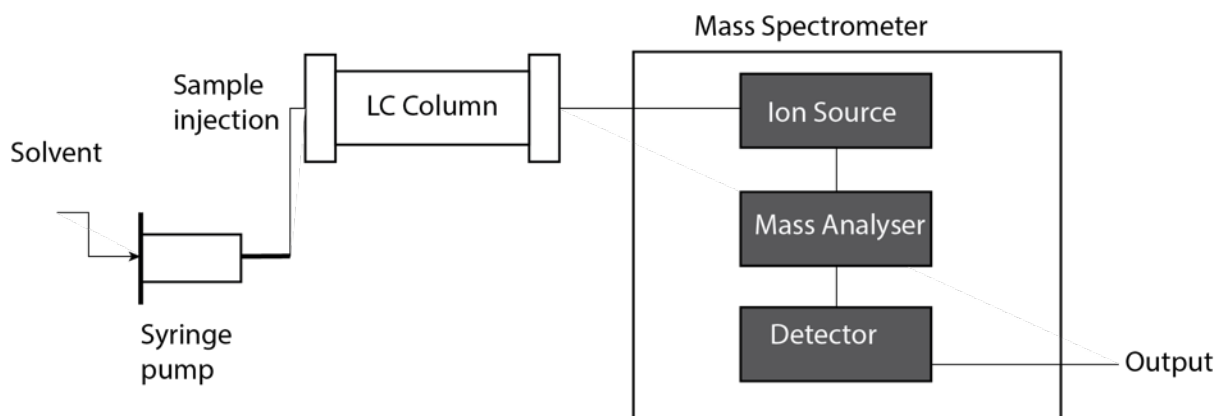 Mass Spectrometer
Sample
injection
LC Column
Ion Source
Solvent
Mass Analyser
Syringe
pump
Detector
Output